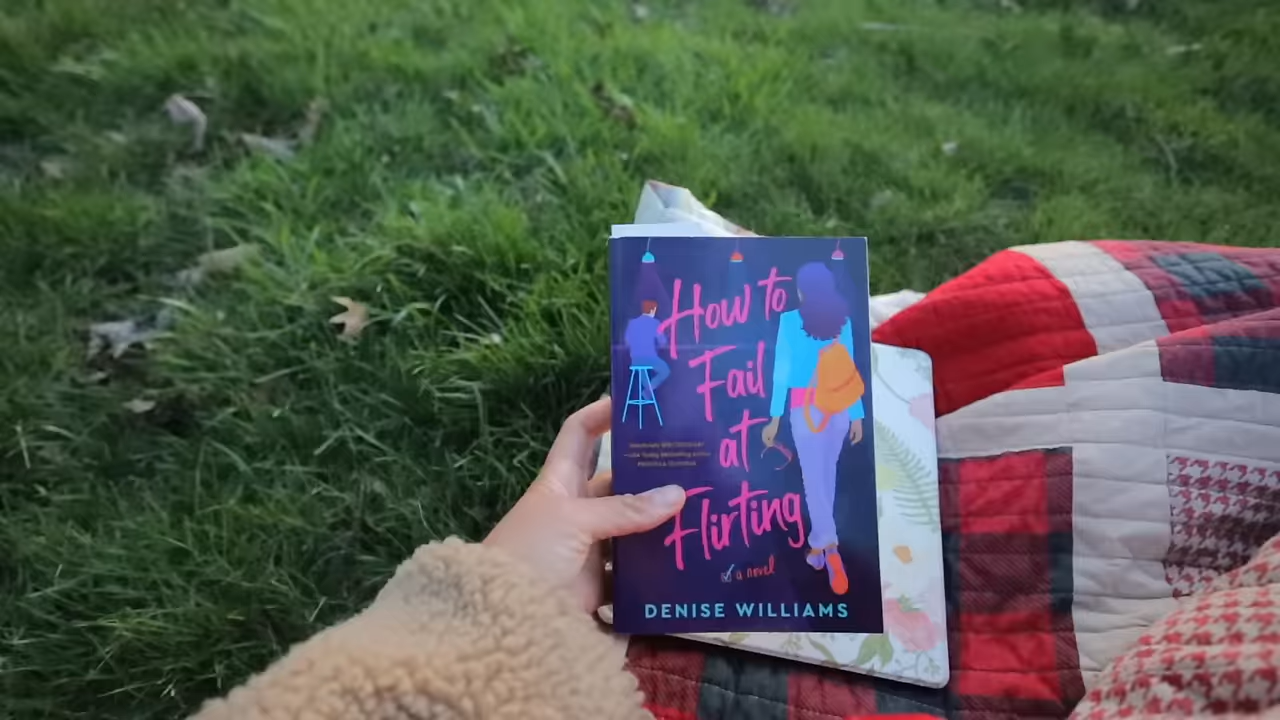 How to
Fail
at
Flirting
a novel
DENISE WILLIAMS